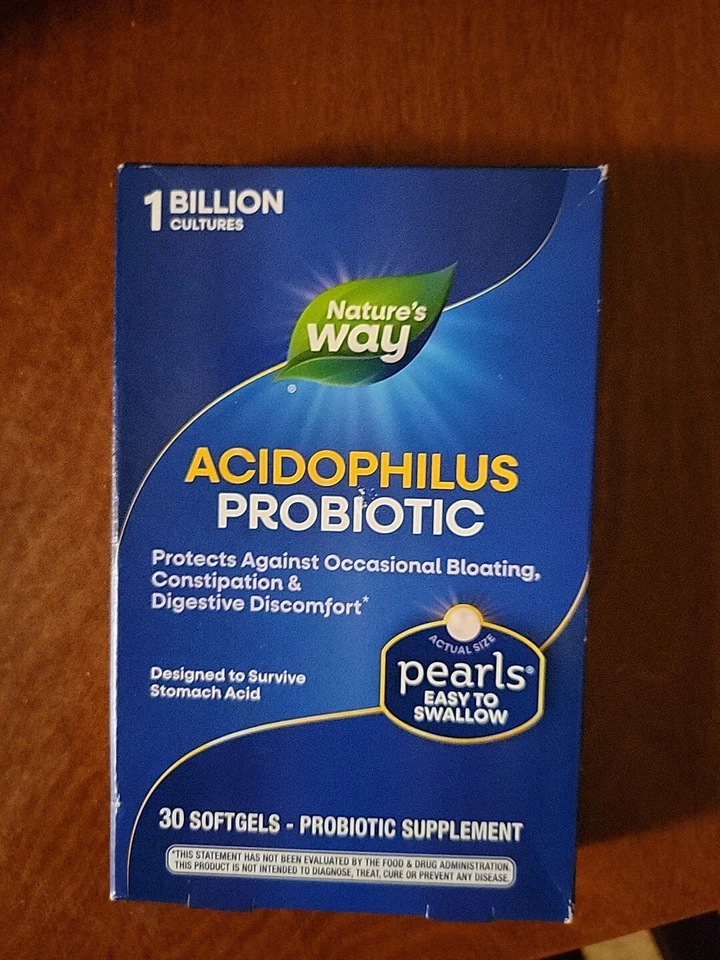 1 BILLION
CULTURES
Nature's
way
®
ACIDOPHILUS
PROBIOTIC
Protects Against Occasional Bloating,
Constipation &
Digestive Discomfort*
ACTUAL SIZE
pearls®
EASY TO
SWALLOW
Designed to Survive
Stomach Acid
30 SOFTGELS - PROBIOTIC SUPPLEMENT
*THIS STATEMENT HAS NOT BEEN EVALUATED BY THE FOOD & DRUG ADMINISTRATION.
THIS PRODUCT IS NOT INTENDED TO DIAGNOSE, TREAT, CURE OR PREVENT ANY DISEASE.